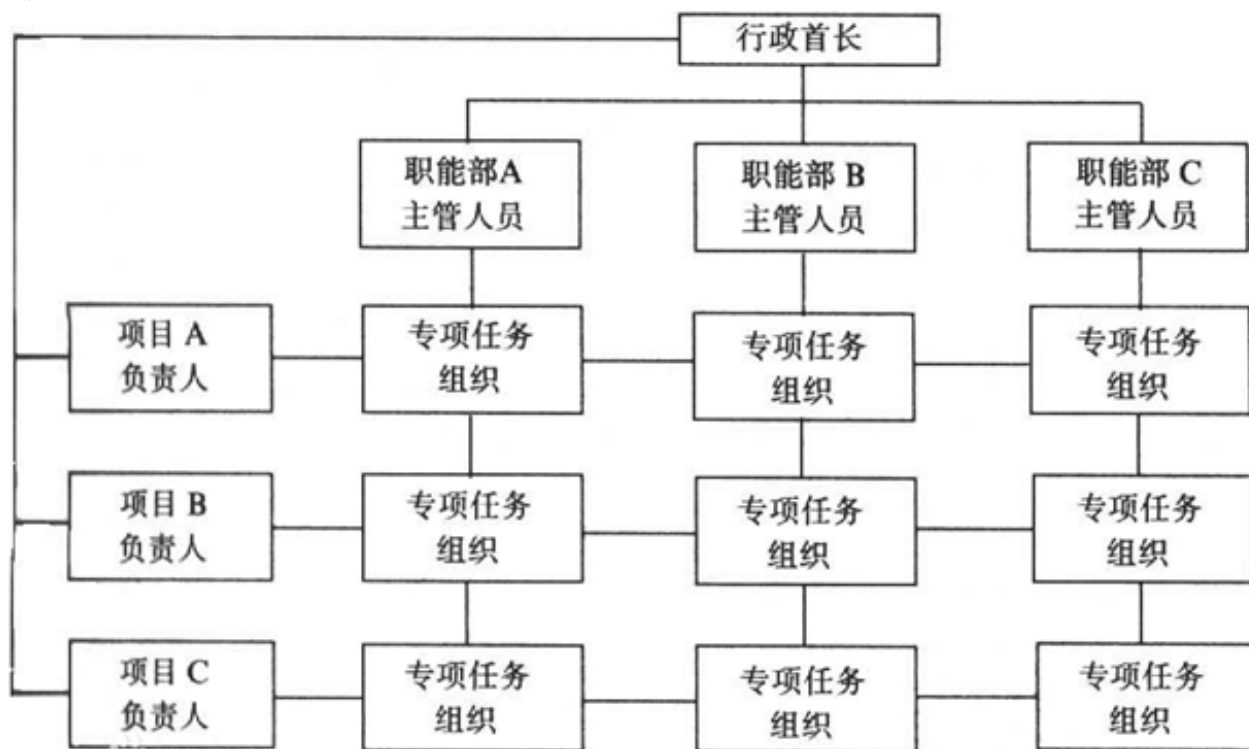 行政首长
职能部A
主管人员
职能部 B
主管人员
职能部 C
主管人员
项目 A
负责人
专项任务
组织
专项任务
组织
专项任务
组织
项目 B
负责人
专项任务
组织
专项任务
组织
专项任务
组织
项目 C
负责人
专项任务
组织
专项任务
组织
专项任务
组织